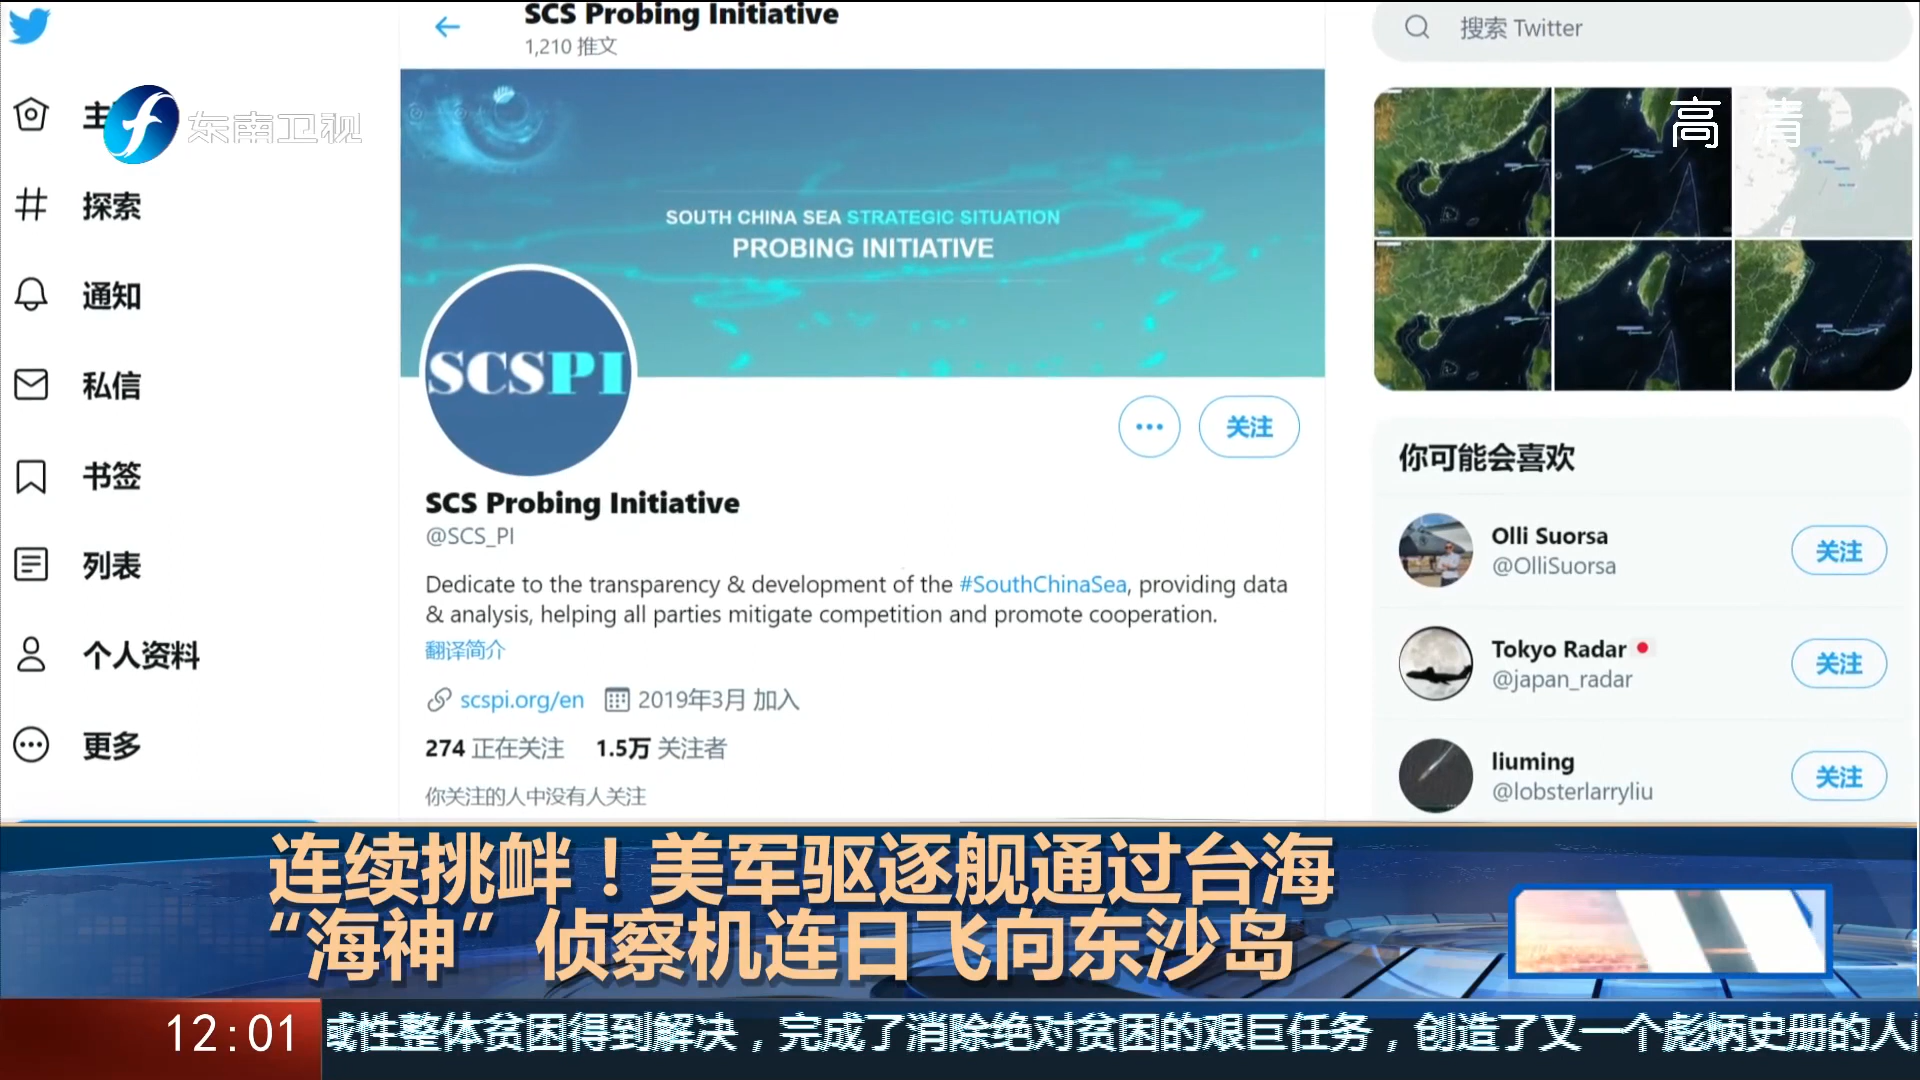 SCS Probing Initiative
1,210 推文
搜索 Twitter
主
东南卫视
高清
探索
通知
私信
书签
列表
个人资料
更多
SOUTH CHINA SEA STRATEGIC SITUATION
PROBING INITIATIVE
SCSPI
关注
SCS Probing Initiative
@SCS_PI
Dedicate to the transparency & development of the #SouthChinaSea, providing data
& analysis, helping all parties mitigate competition and promote cooperation.
翻译简介
scspi.org/en 2019年3月 加入
274 正在关注 1.5万 关注者
你关注的人中没有人关注
你可能会喜欢
Olli Suorsa
@OlliSuorsa
关注
Tokyo Radar
@japan_radar
关注
liuming
@lobsterlarryliu
关注
连续挑衅！美军驱逐舰通过台海
“海神”侦察机连日飞向东沙岛
12:01
域性整体贫困得到解决，完成了消除绝对贫困的艰巨任务，创造了又一个彪炳史册的人